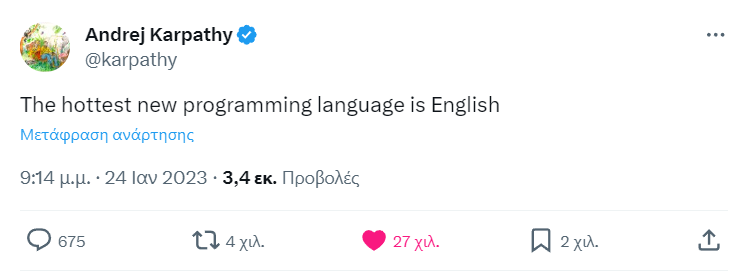 Andrej Karpathy
@karpathy
The hottest new programming language is English
Μετάφραση ανάρτησης
9:14 μ.μ. · 24 Ιαν 2023 · 3,4 εκ. Προβολές
675 4 χιλ. 27 χιλ. 2 χιλ.